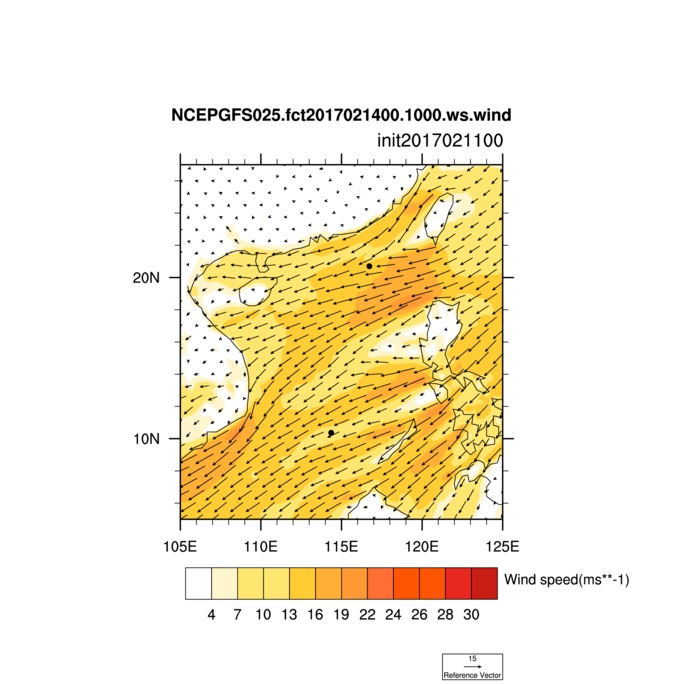 NCEPGFS025.fct2017021400.1000.ws.wind
init2017021100
20N
10N
105E 110E 115E 120E 125E
Wind speed(ms**-1)
4 7 10 13 16 19 22 24 26 28 30
15
Reference Vector